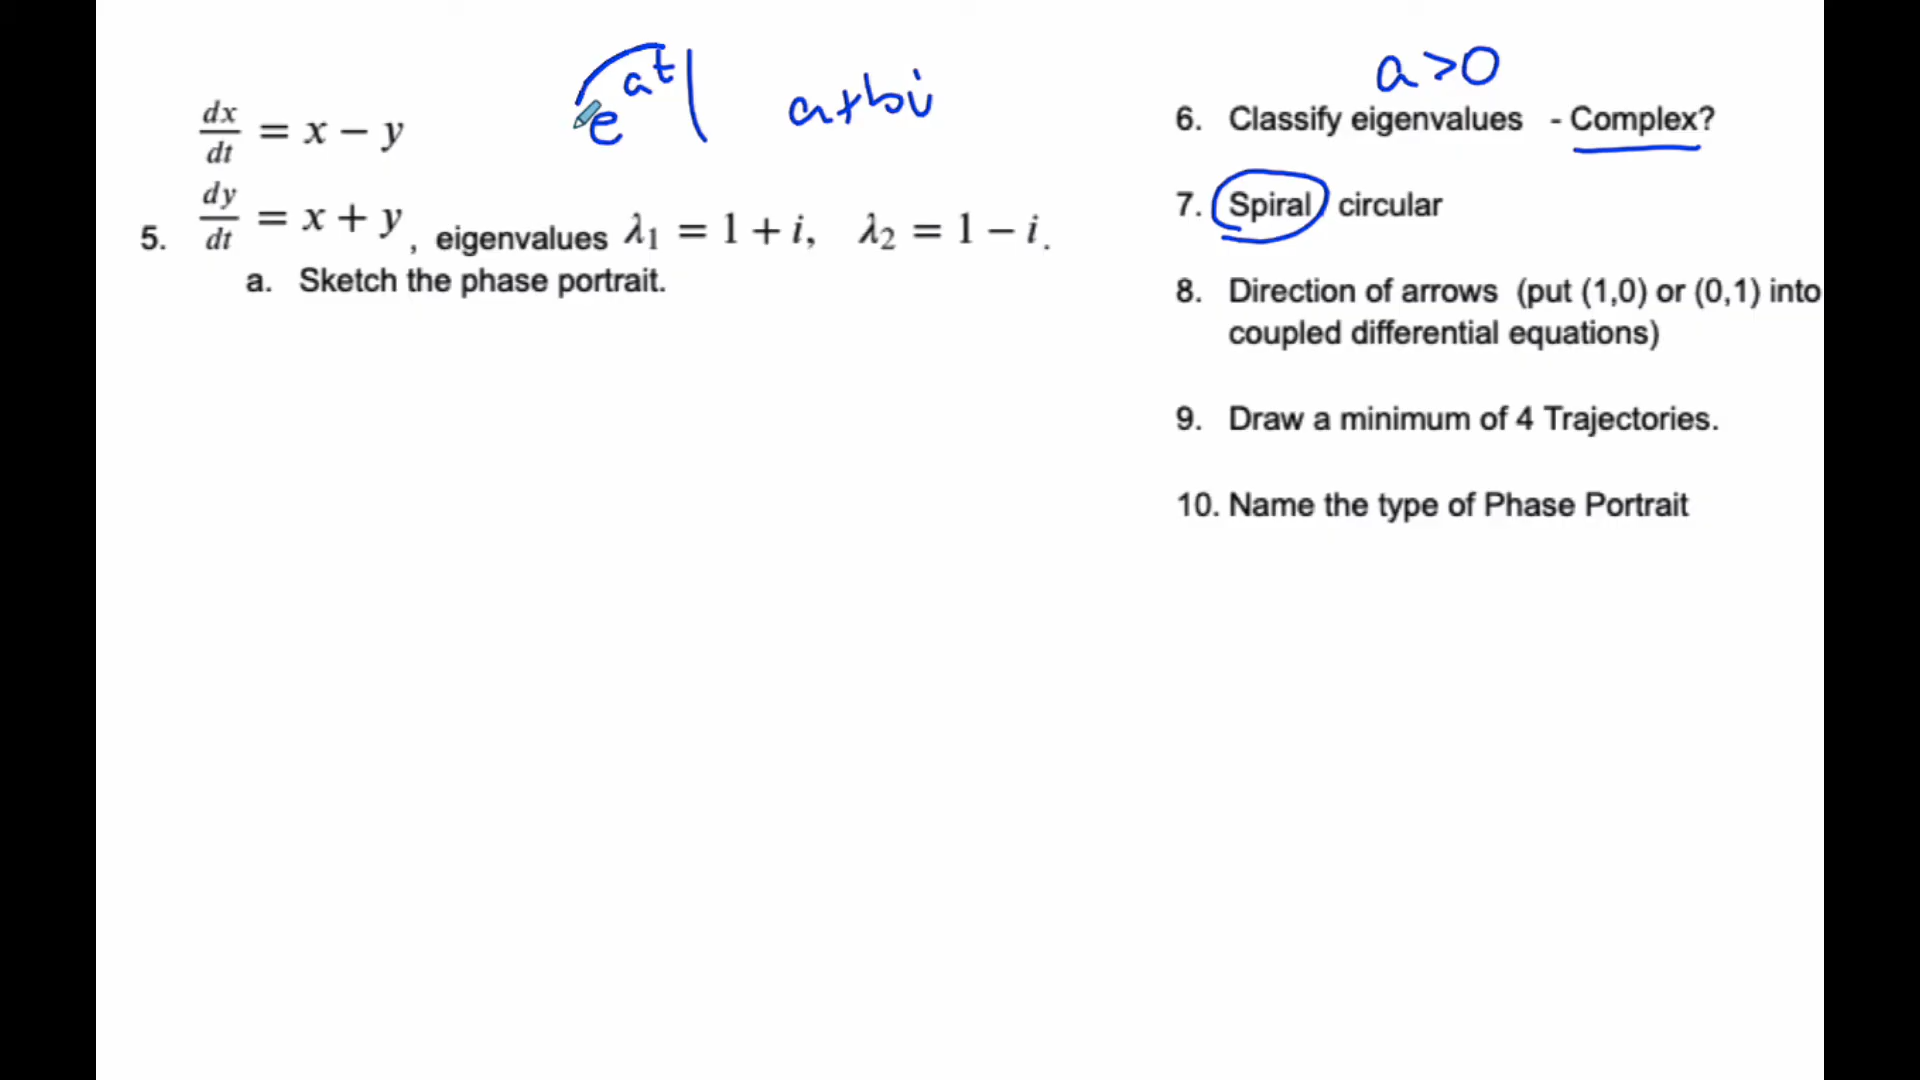 e^at  a+bi
dx/dt = x − y
dy/dt = x + y
5. , eigenvalues λ1 = 1 + i,   λ2 = 1 − i.
a. Sketch the phase portrait.
a>0
6. Classify eigenvalues - Complex?
7. Spiral circular
8. Direction of arrows (put (1,0) or (0,1) into
coupled differential equations)
9. Draw a minimum of 4 Trajectories.
10. Name the type of Phase Portrait